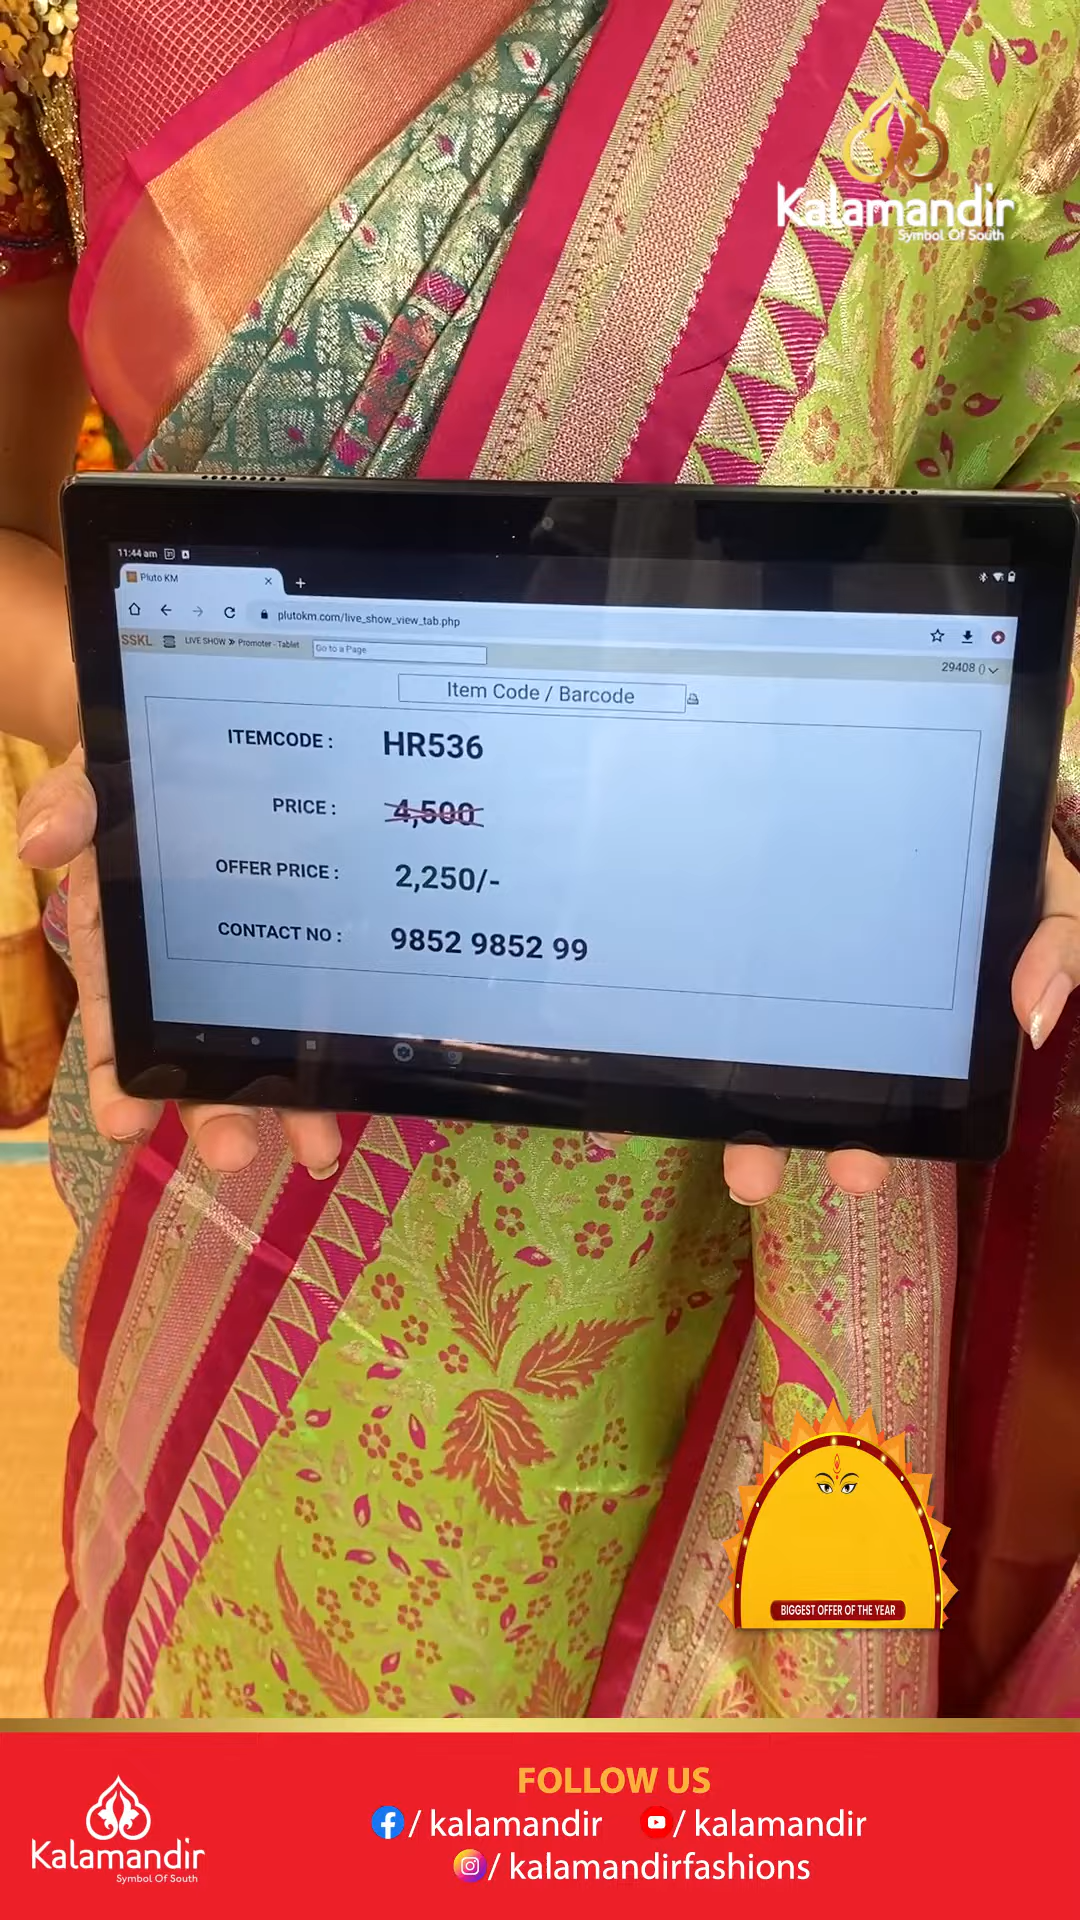 Kalamandir
Symbol Of South
11:44 am
Pluto KM
plutokm.com/live_show_view_tab.php
SSKL
LIVE SHOW >> Promoter - Tablet
Go to a Page
29408 ()
Item Code / Barcode
ITEMCODE : HR536
PRICE : 4,500
OFFER PRICE : 2,250/-
CONTACT NO : 9852 9852 99
BIGGEST OFFER OF THE YEAR
FOLLOW US
/ kalamandir / kalamandir
/ kalamandirfashions
Kalamandir
Symbol Of South